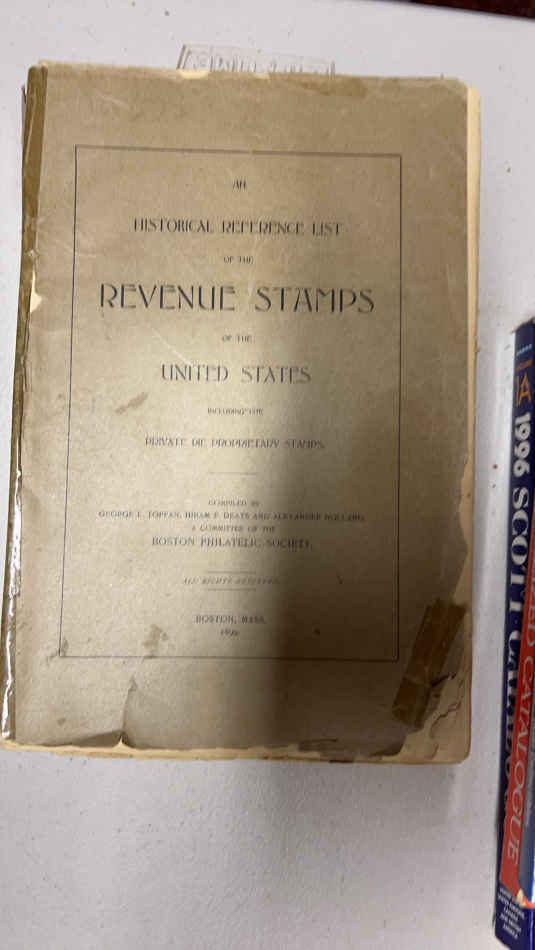 AN
HISTORICAL REFERENCE LIST
OF THE
REVENUE STAMPS
OF THE
UNITED STATES
INCLUDING THE
PRIVATE DIE PROPRIETARY STAMPS.
COMPILED BY
GEORGE L. TOPPAN, HIRAM E. DEATS AND ALEXANDER HOLLAND,
A COMMITTEE OF THE
BOSTON PHILATELIC SOCIETY.
ALL RIGHTS RESERVED.
BOSTON, MASS.
1899.
1A
1996 SCOTT
CATALOGUE